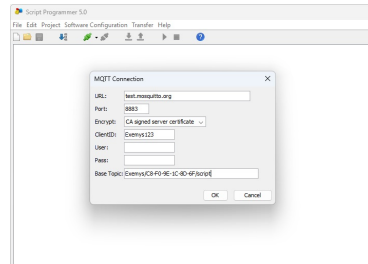 Script Programmer 5.0
File Edit Project Software Configuration Transfer Help
MQTT Connection
URL: test.mosquitto.org
Port: 8883
Encrypt: CA signed server certificate
ClientID: Exemys123
User:
Pass:
Base Topic: Exemys/C8-F0-9E-1C-8D-6F/script
OK Cancel